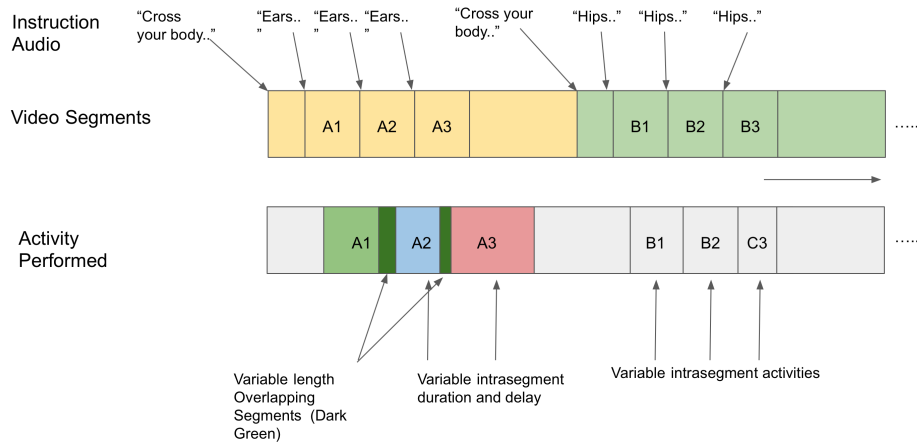 Instruction
Audio
“Cross
your body..”
“Ears..
”
“Ears..
”
“Ears..
”
“Cross your
body..”
“Hips..”
“Hips..”
“Hips..”
Video Segments
A1
A2
A3
B1
B2
B3
.....
Activity
Performed
A1
A2
A3
B1
B2
C3
.....
Variable length
Overlapping
Segments (Dark
Green)
Variable intrasegment
duration and delay
Variable intrasegment activities